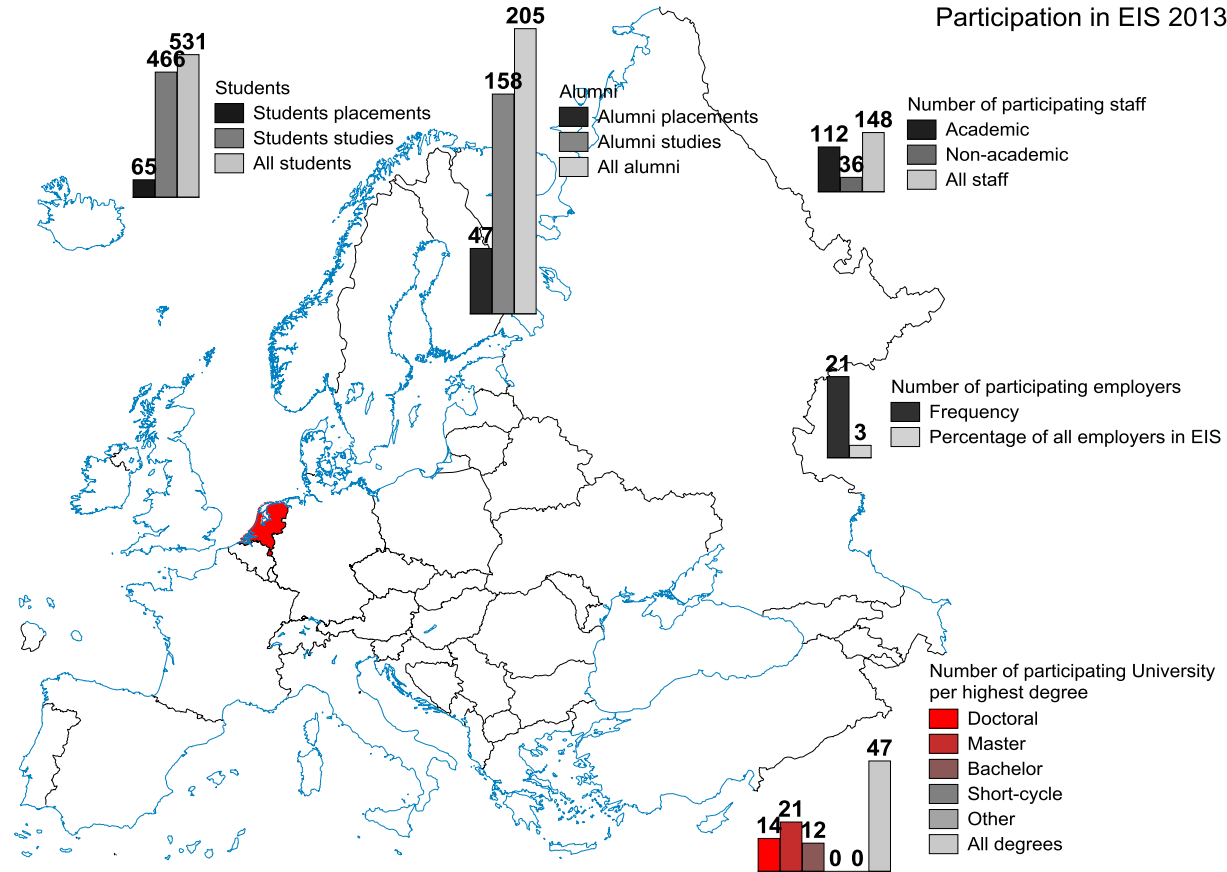 Participation in EIS 2013
531
466
65
Students
Students placements
Students studies
All students
205
158
47
Alumni
Alumni placements
Alumni studies
All alumni
148
112
36
Number of participating staff
Academic
Non-academic
All staff
21
3
Number of participating employers
Frequency
Percentage of all employers in EIS
Number of participating University
per highest degree
Doctoral
Master
Bachelor
Short-cycle
Other
All degrees
47
21
14
12
0 0